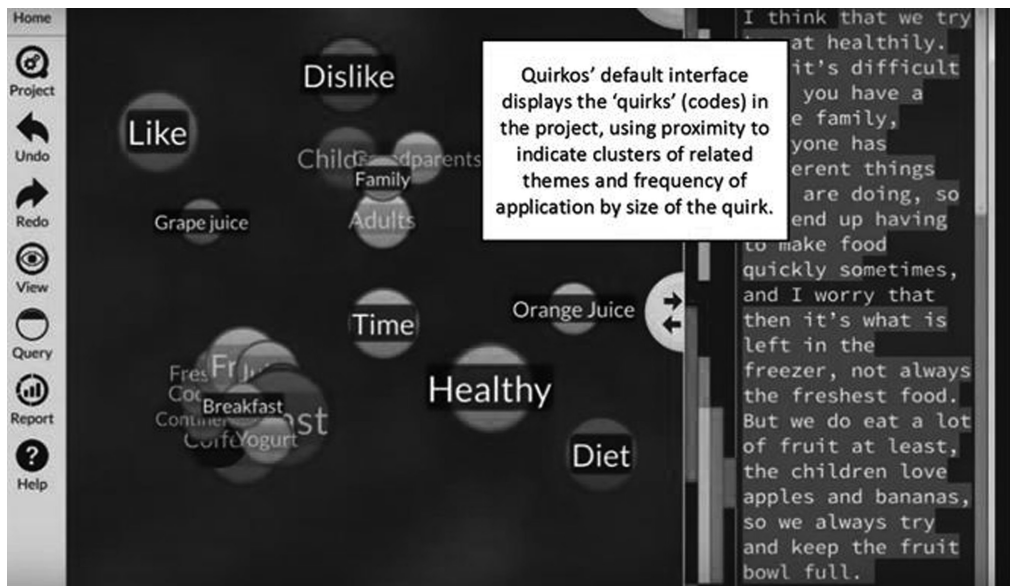 Home
Project
Undo
Redo
View
Query
Report
Help
Dislike
Like
Grandparents
Family
Adults
Grape juice
Time
Orange Juice
Healthy
Breakfast
Yogurt
Diet
Quirkos’ default interface
displays the ‘quirks’ (codes) in
the project, using proximity to
indicate clusters of related
themes and frequency of
application by size of the quirk.
I think that we try
at healthily.
it’s difficult
you have a
family,
has
things
are doing, so
end up having
to make food
quickly sometimes,
and I worry that
then it’s what is
left in the
freezer, not always
the freshest food.
But we do eat a lot
of fruit at least,
the children love
apples and bananas,
so we always try
and keep the fruit
bowl full.